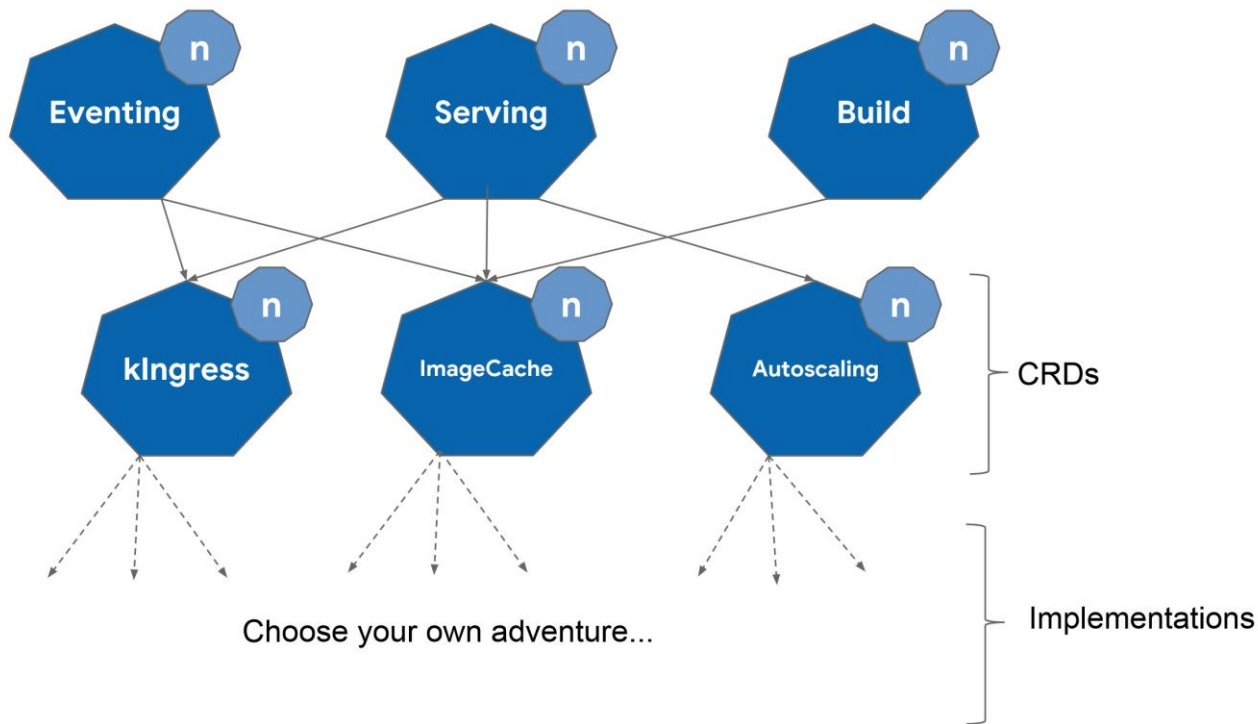 n
n
n
Eventing
Serving
Build
n
n
n
kIngress
ImageCache
Autoscaling
CRDs
Choose your own adventure...
Implementations